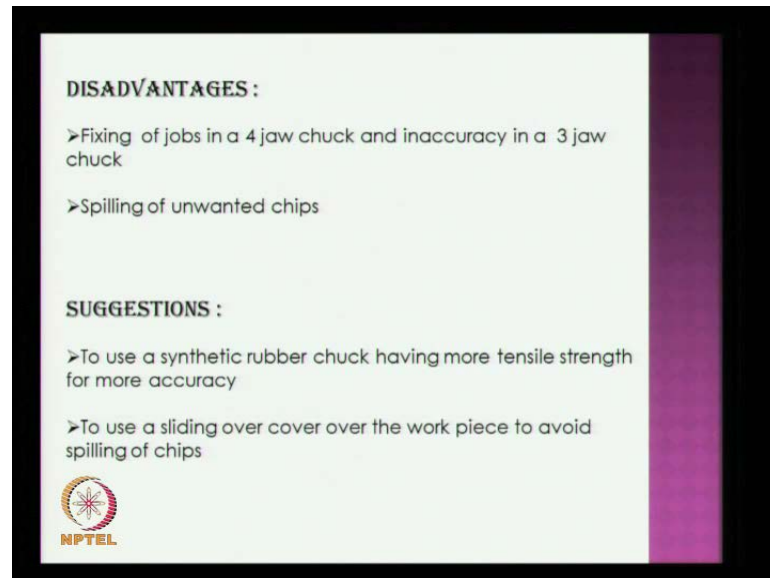 DISADVANTAGES :
➢Fixing of jobs in a 4 jaw chuck and inaccuracy in a 3 jaw
chuck
➢Spilling of unwanted chips
SUGGESTIONS :
➢To use a synthetic rubber chuck having more tensile strength
for more accuracy
➢To use a sliding over cover over the work piece to avoid
spilling of chips
NPTEL